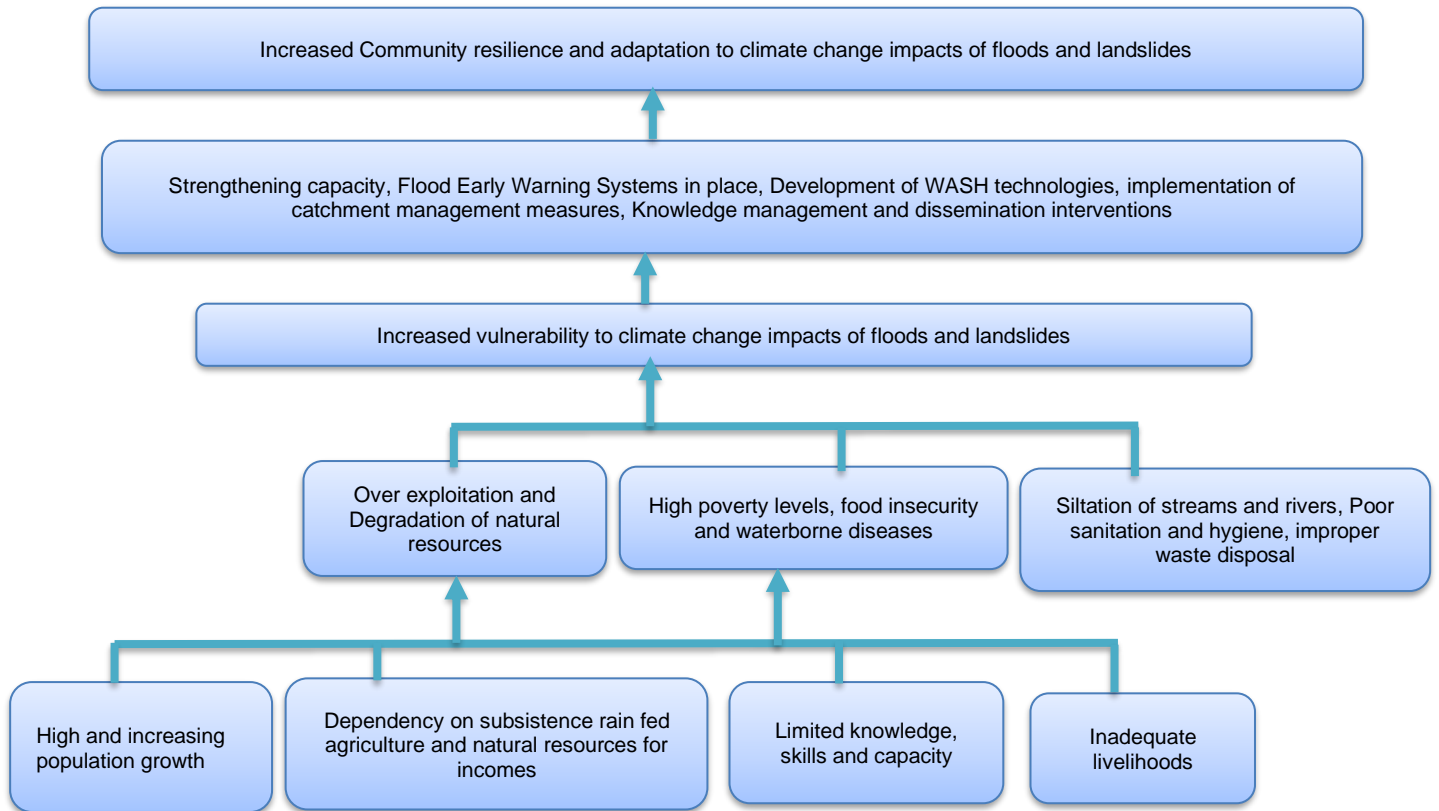 Increased Community resilience and adaptation to climate change impacts of floods and landslides
Strengthening capacity, Flood Early Warning Systems in place, Development of WASH technologies, implementation of
catchment management measures, Knowledge management and dissemination interventions
Increased vulnerability to climate change impacts of floods and landslides
Over exploitation and
Degradation of natural
resources
High poverty levels, food insecurity
and waterborne diseases
Siltation of streams and rivers, Poor
sanitation and hygiene, improper
waste disposal
High and increasing
population growth
Dependency on subsistence rain fed
agriculture and natural resources for
incomes
Limited knowledge,
skills and capacity
Inadequate
livelihoods